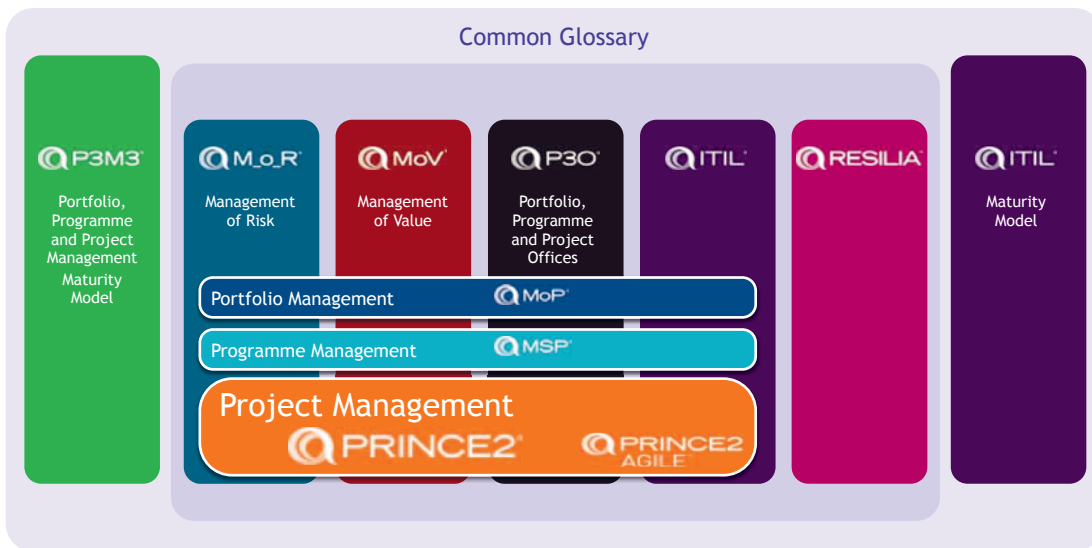 Common Glossary
P3M3®
Portfolio,
Programme
and Project
Management
Maturity
Model
M_o_R®
Management
of Risk
MoV®
Management
of Value
P3O®
Portfolio,
Programme
and Project
Offices
ITIL®
RESILIA™
ITIL®
Maturity
Model
Portfolio Management
MoP®
Programme Management
MSP®
Project Management
PRINCE2®
PRINCE2
AGILE™